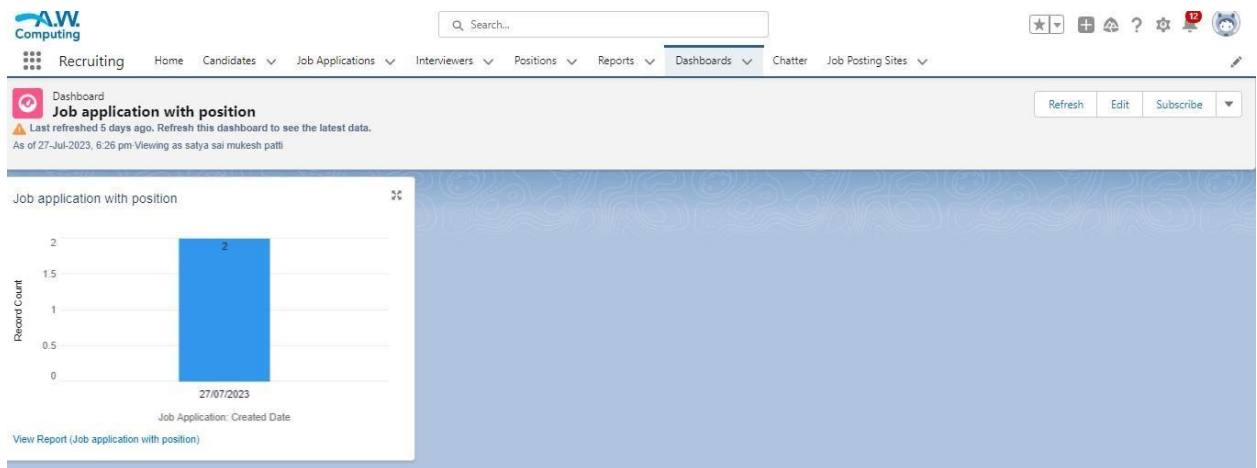 A.W.
Computing
Search...
12
Recruiting Home Candidates Job Applications Interviewers Positions Reports Dashboards Chatter Job Posting Sites
Dashboard
Job application with position
Last refreshed 5 days ago. Refresh this dashboard to see the latest data.
As of 27-Jul-2023, 6:26 pm·Viewing as satya sai mukesh patti
Refresh Edit Subscribe
Job application with position
2
2
1.5
1
0.5
0
Record Count
27/07/2023
Job Application: Created Date
View Report (Job application with position)